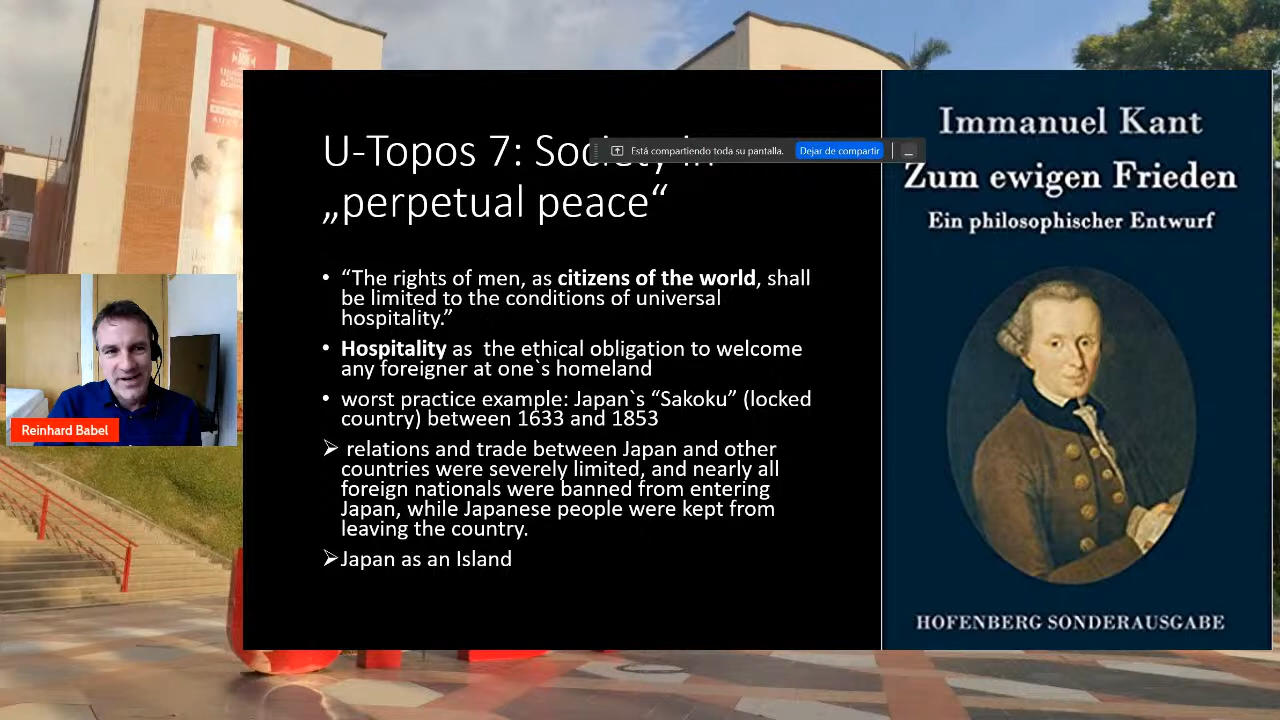 U-Topos 7: Society in
„perpetual peace“
Está compartiendo toda su pantalla.
Dejar de compartir
• “The rights of men, as citizens of the world, shall
be limited to the conditions of universal
hospitality.”
• Hospitality as the ethical obligation to welcome
any foreigner at one`s homeland
• worst practice example: Japan`s “Sakoku” (locked
country) between 1633 and 1853
➢ relations and trade between Japan and other
countries were severely limited, and nearly all
foreign nationals were banned from entering
Japan, while Japanese people were kept from
leaving the country.
➢Japan as an Island
Immanuel Kant
Zum ewigen Frieden
Ein philosophischer Entwurf
HOFENBERG SONDERAUSGABE
Reinhard Babel